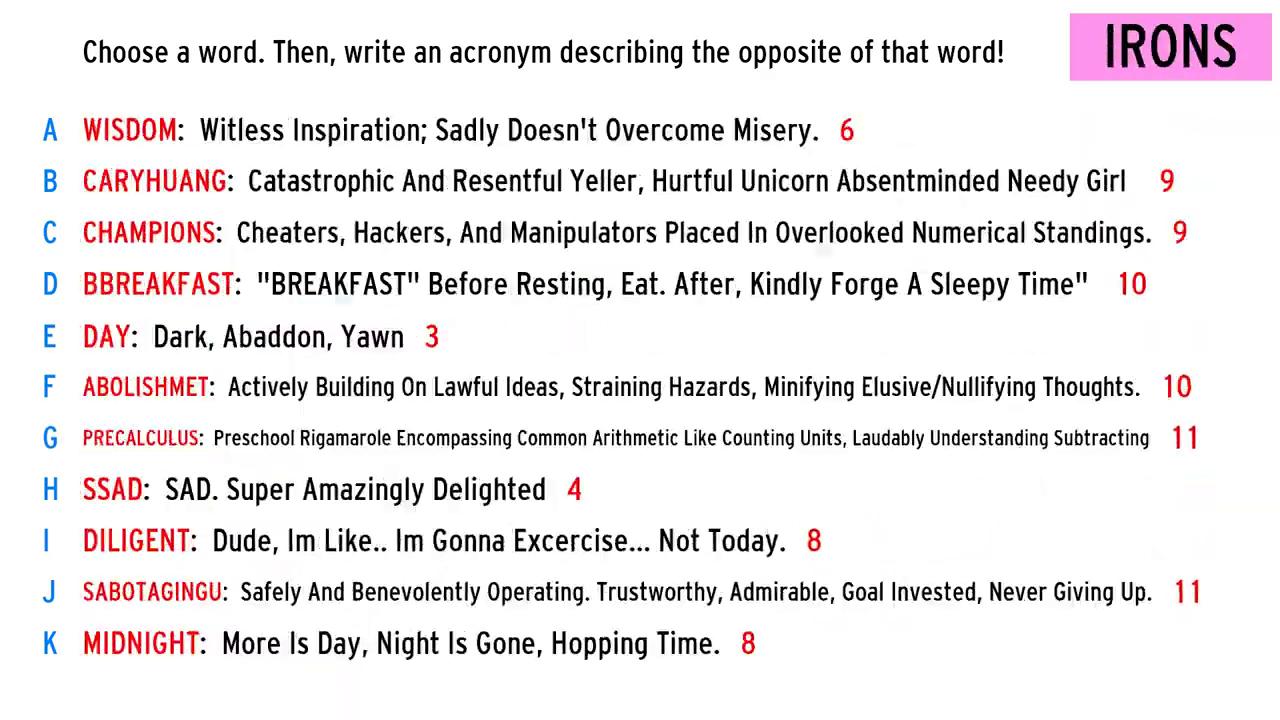 Choose a word. Then, write an acronym describing the opposite of that word!
IRONS
A WISDOM: Witless Inspiration; Sadly Doesn't Overcome Misery. 6
B CARYHUANG: Catastrophic And Resentful Yeller, Hurtful Unicorn Absentminded Needy Girl 9
C CHAMPIONS: Cheaters, Hackers, And Manipulators Placed In Overlooked Numerical Standings. 9
D BBREAKFAST: "BREAKFAST" Before Resting, Eat. After, Kindly Forge A Sleepy Time" 10
E DAY: Dark, Abaddon, Yawn 3
F ABOLISHMET: Actively Building On Lawful Ideas, Straining Hazards, Minifying Elusive/Nullifying Thoughts. 10
G PRECALCULUS: Preschool Rigamarole Encompassing Common Arithmetic Like Counting Units, Laudably Understanding Subtracting 11
H SSAD: SAD. Super Amazingly Delighted 4
I DILIGENT: Dude, Im Like.. Im Gonna Excercise... Not Today. 8
J SABOTAGINGU: Safely And Benevolently Operating. Trustworthy, Admirable, Goal Invested, Never Giving Up. 11
K MIDNIGHT: More Is Day, Night Is Gone, Hopping Time. 8